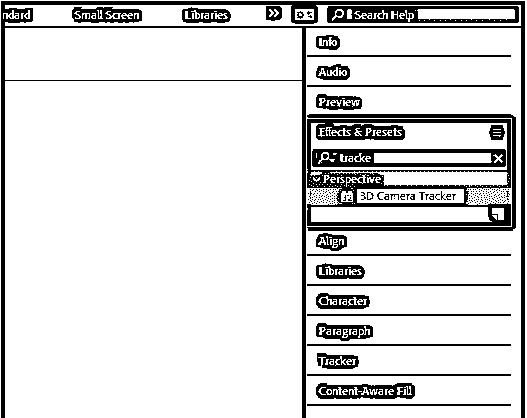 ndard Small Screen Libraries Search Help
Info
Audio
Preview
Effects & Presets
tracke
Perspective
32 3D Camera Tracker
Align
Libraries
Character
Paragraph
Tracker
Content-Aware Fill